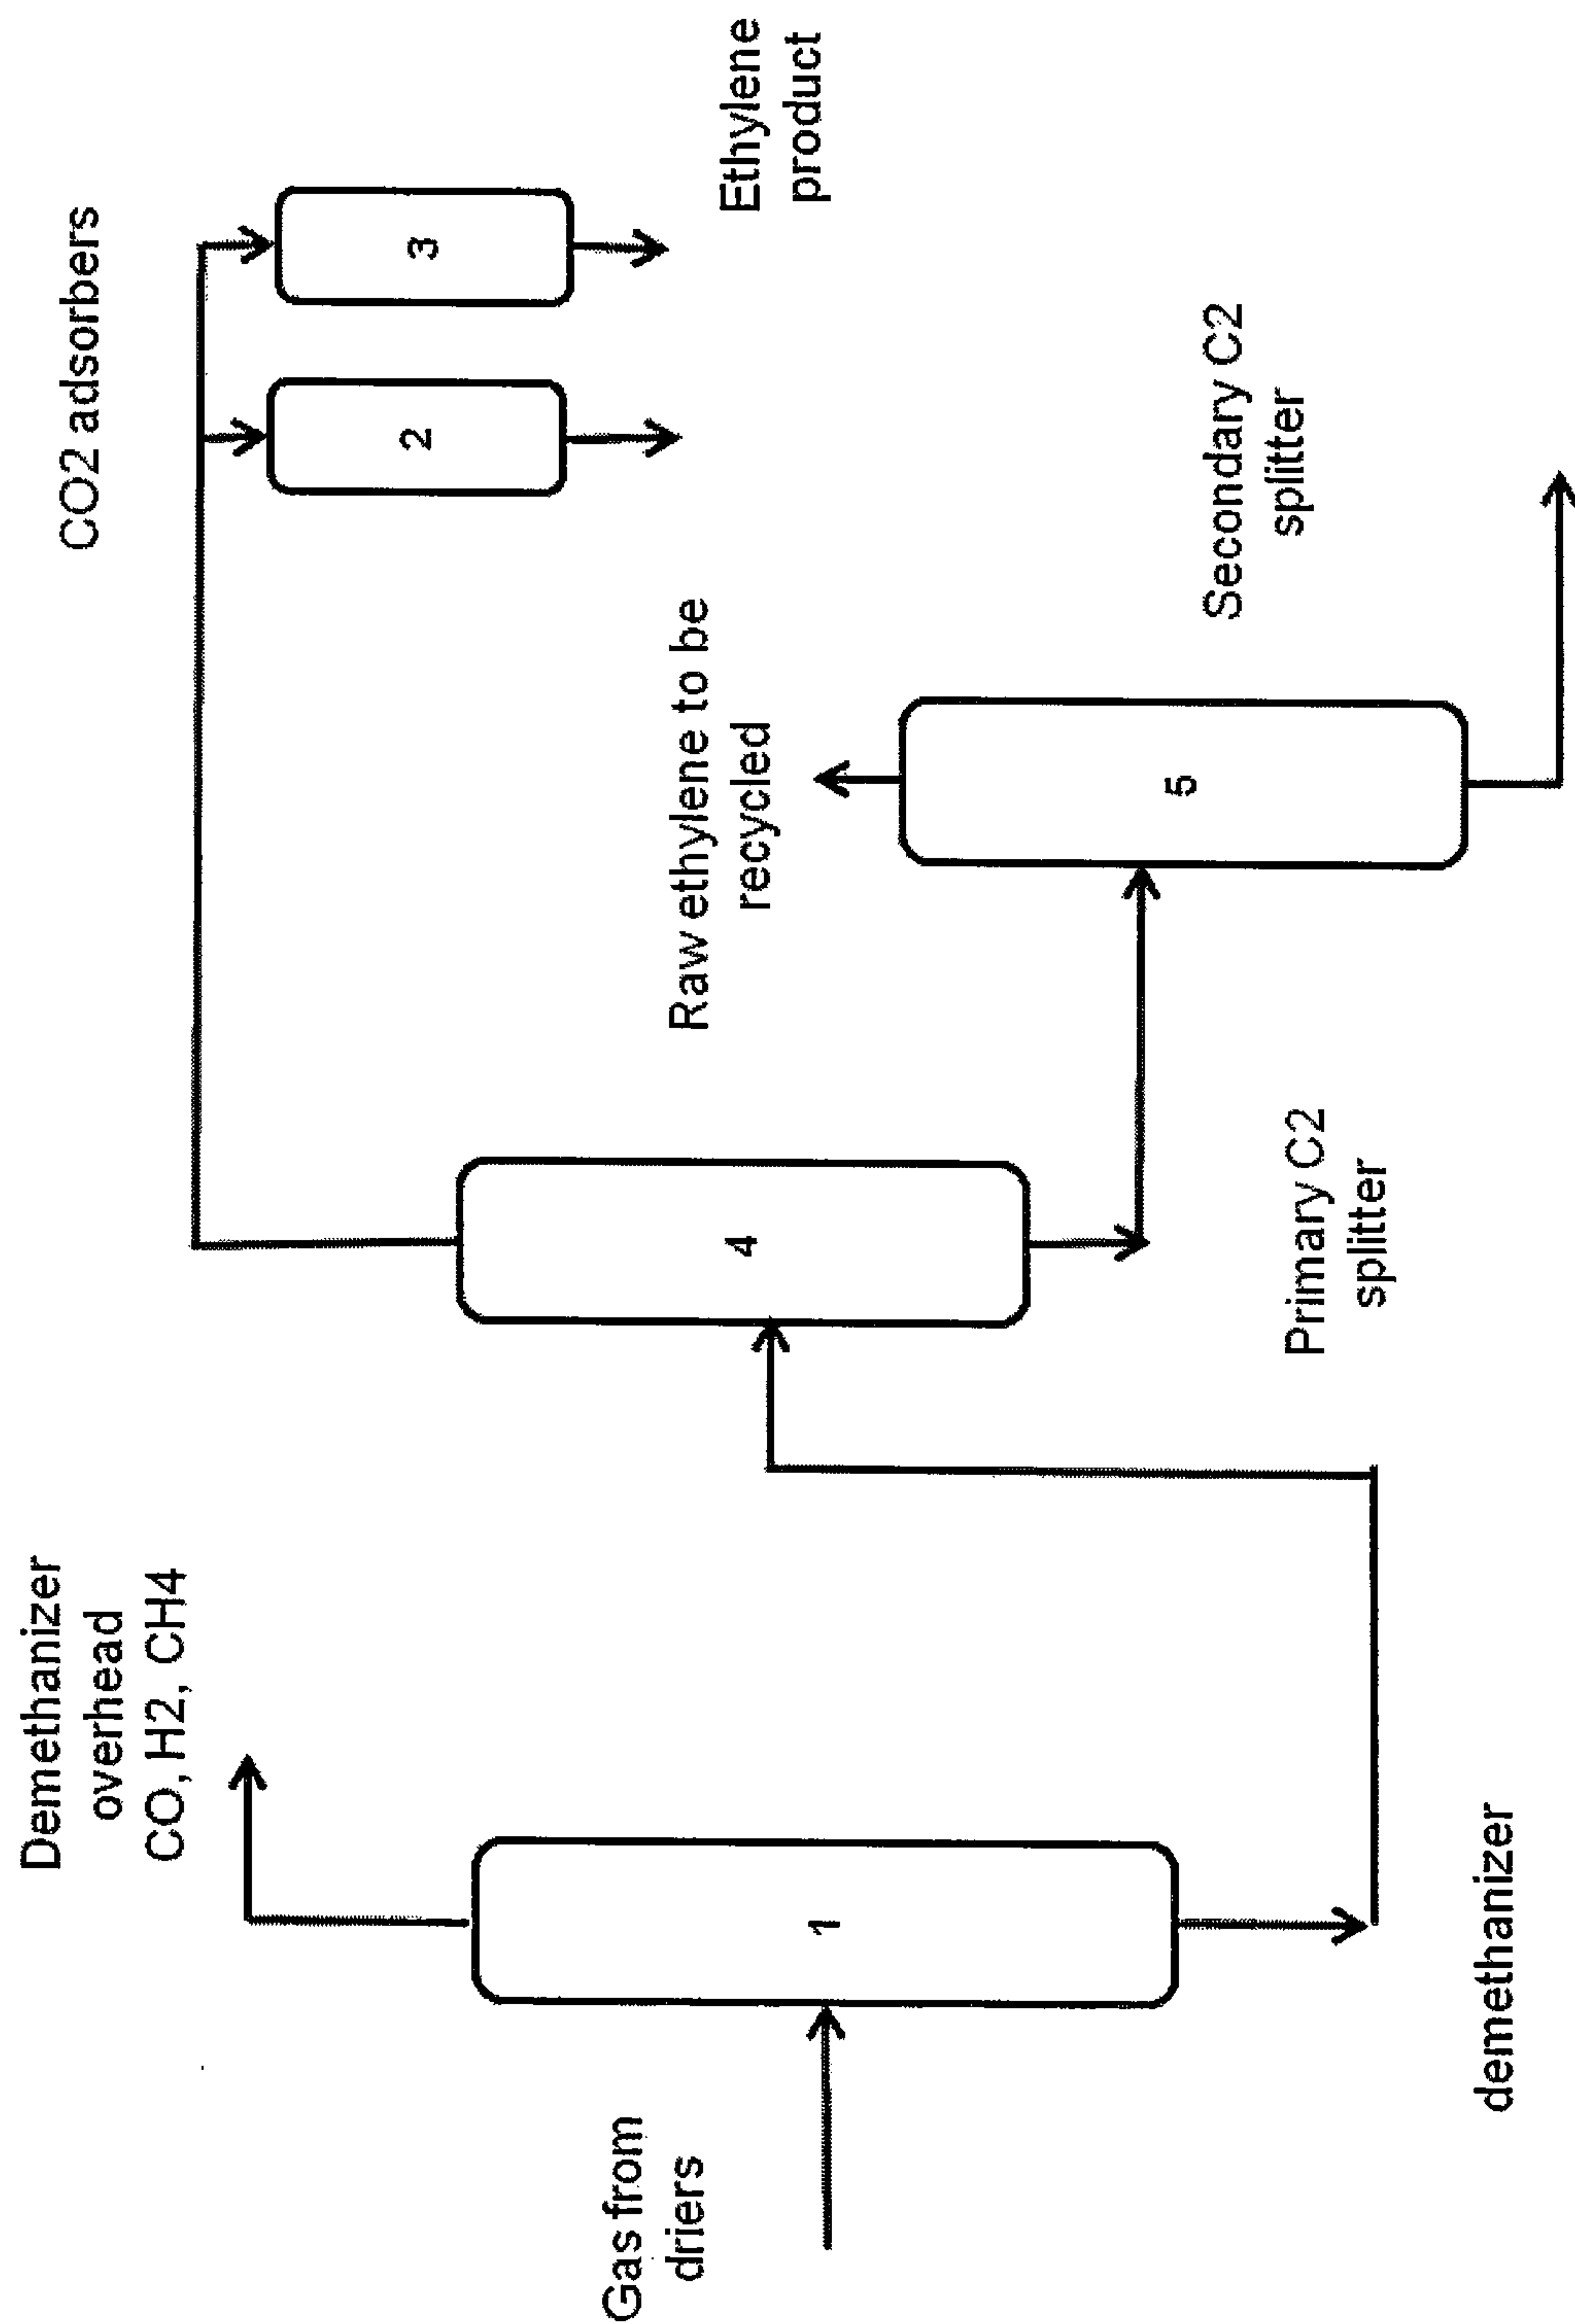 Demethanizer
overhead
CO, H2, CH4
CO2 adsorbers
3
2
Ethylene
product
Gas from
driers
1
4
Raw ethylene to be
recycled
5
Secondary C2
splitter
Primary C2
splitter
demethanizer